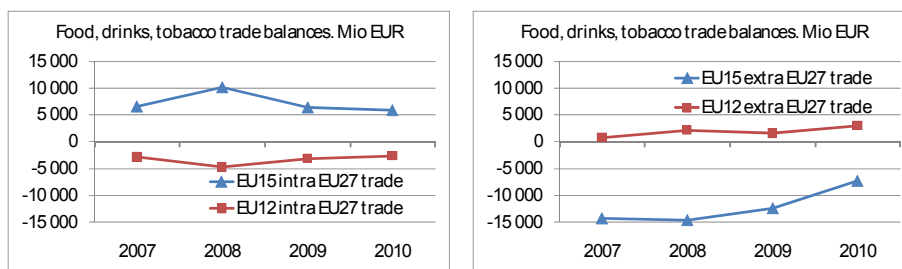 Food, drinks, tobacco trade balances. Mio EUR
15 000
10 000
5 000
0
-5 000
-10 000
-15 000
EU15 intra EU27 trade
EU12 intra EU27 trade
2007 2008 2009 2010
Food, drinks, tobacco trade balances. Mio EUR
15 000
10 000
5 000
0
-5 000
-10 000
-15 000
EU15 extra EU27 trade
EU12 extra EU27 trade
2007 2008 2009 2010